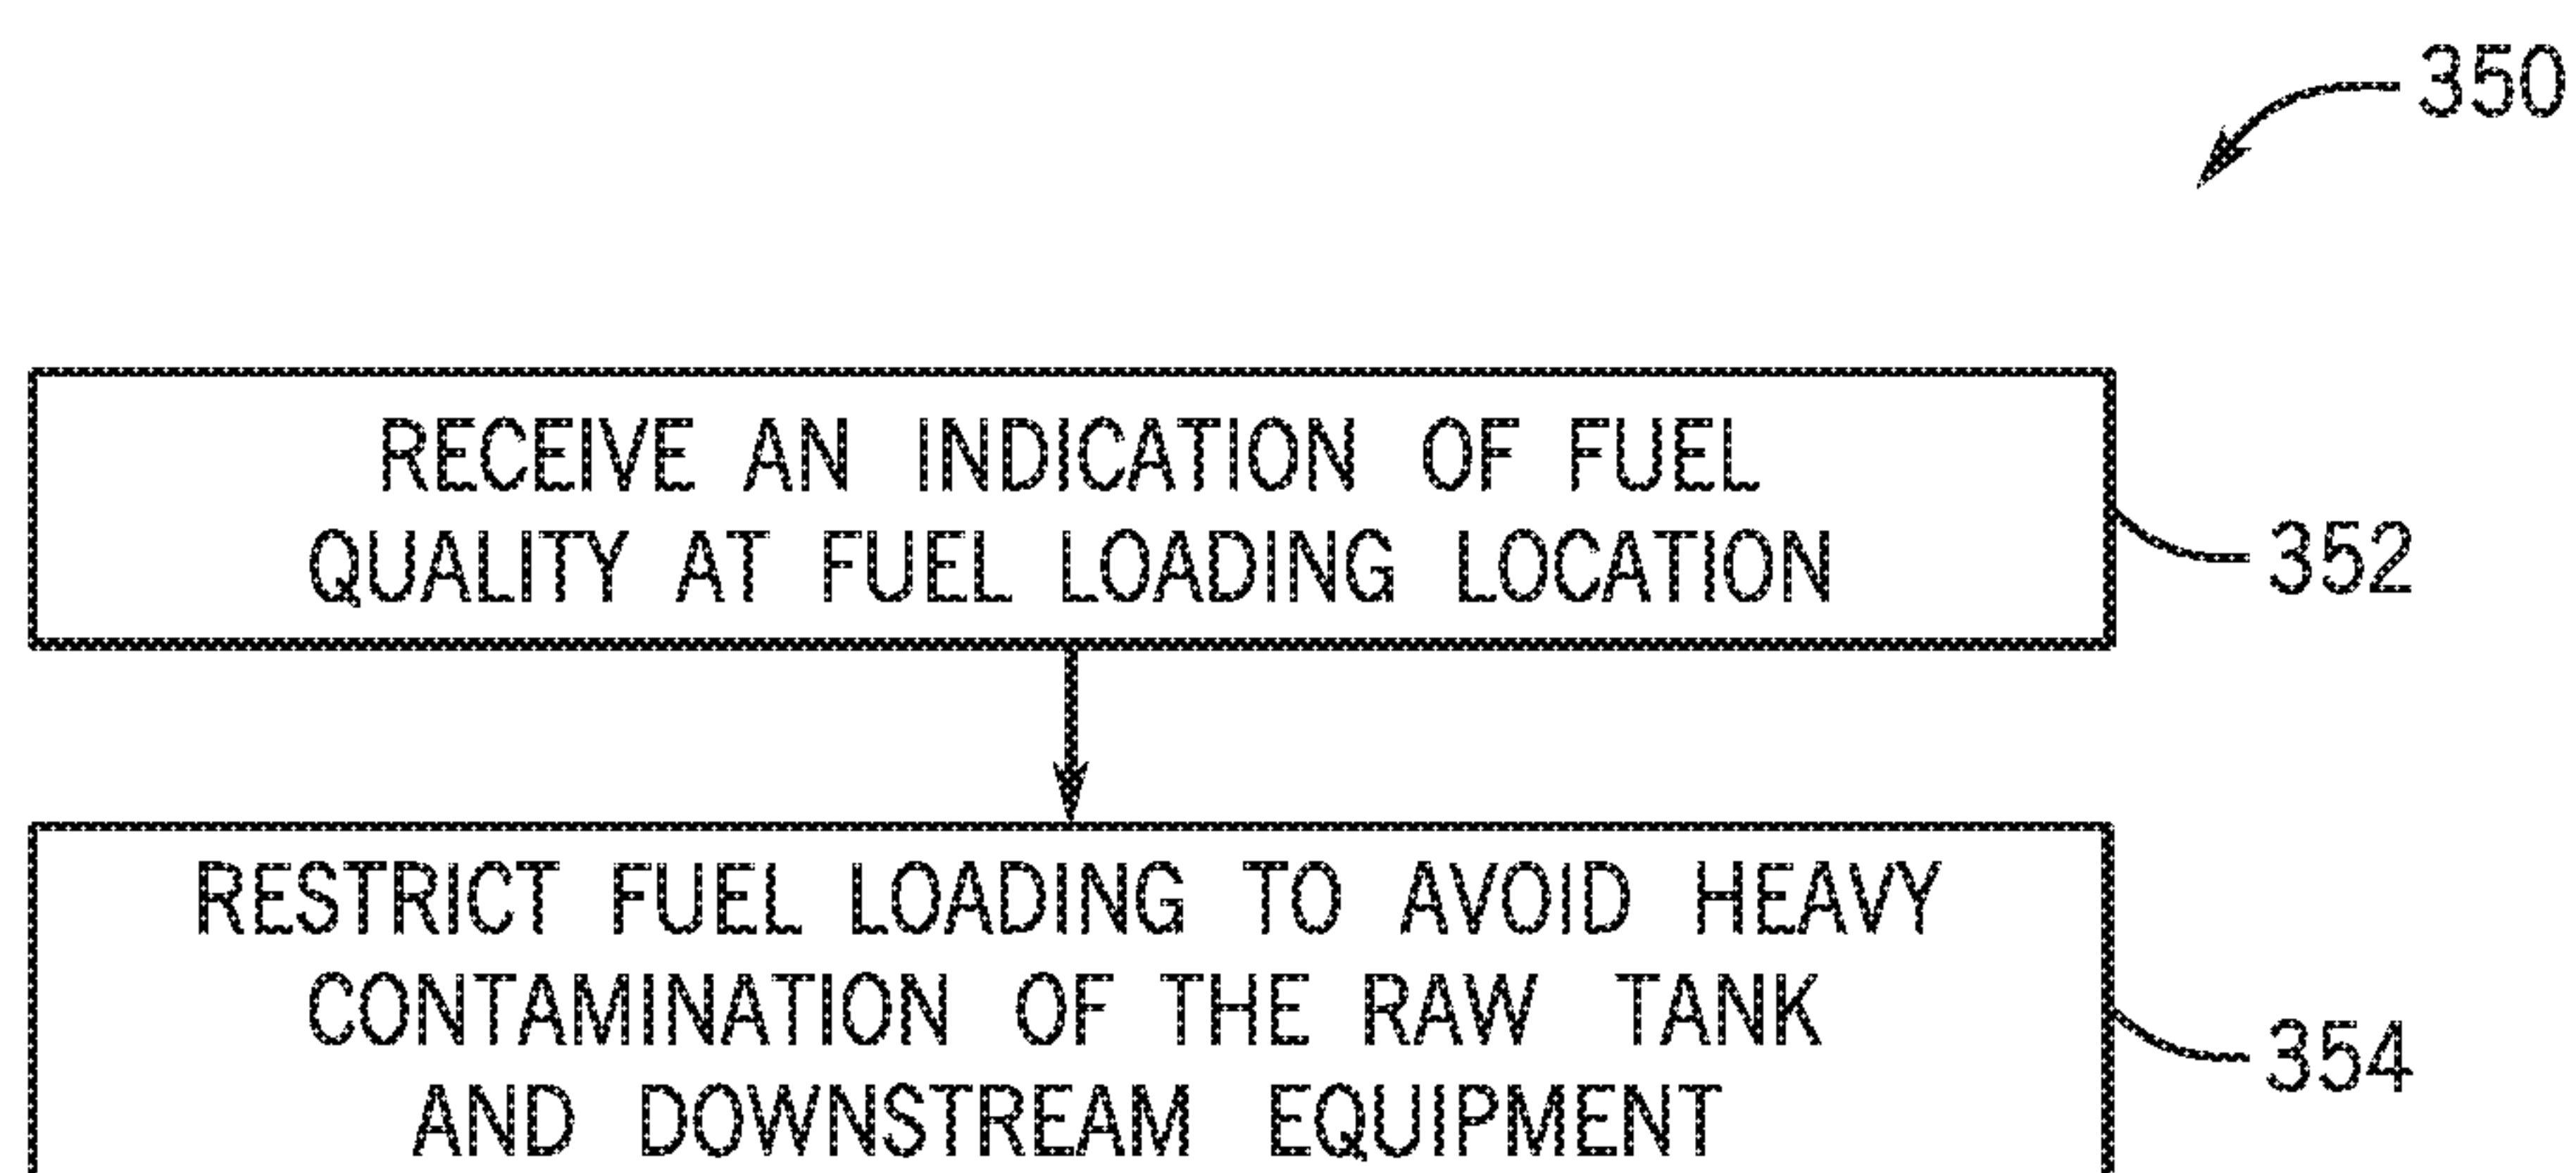 350
RECEIVE AN INDICATION OF FUEL
QUALITY AT FUEL LOADING LOCATION
352
RESTRICT FUEL LOADING TO AVOID HEAVY
CONTAMINATION OF THE RAW TANK
AND DOWNSTREAM EQUIPMENT
354